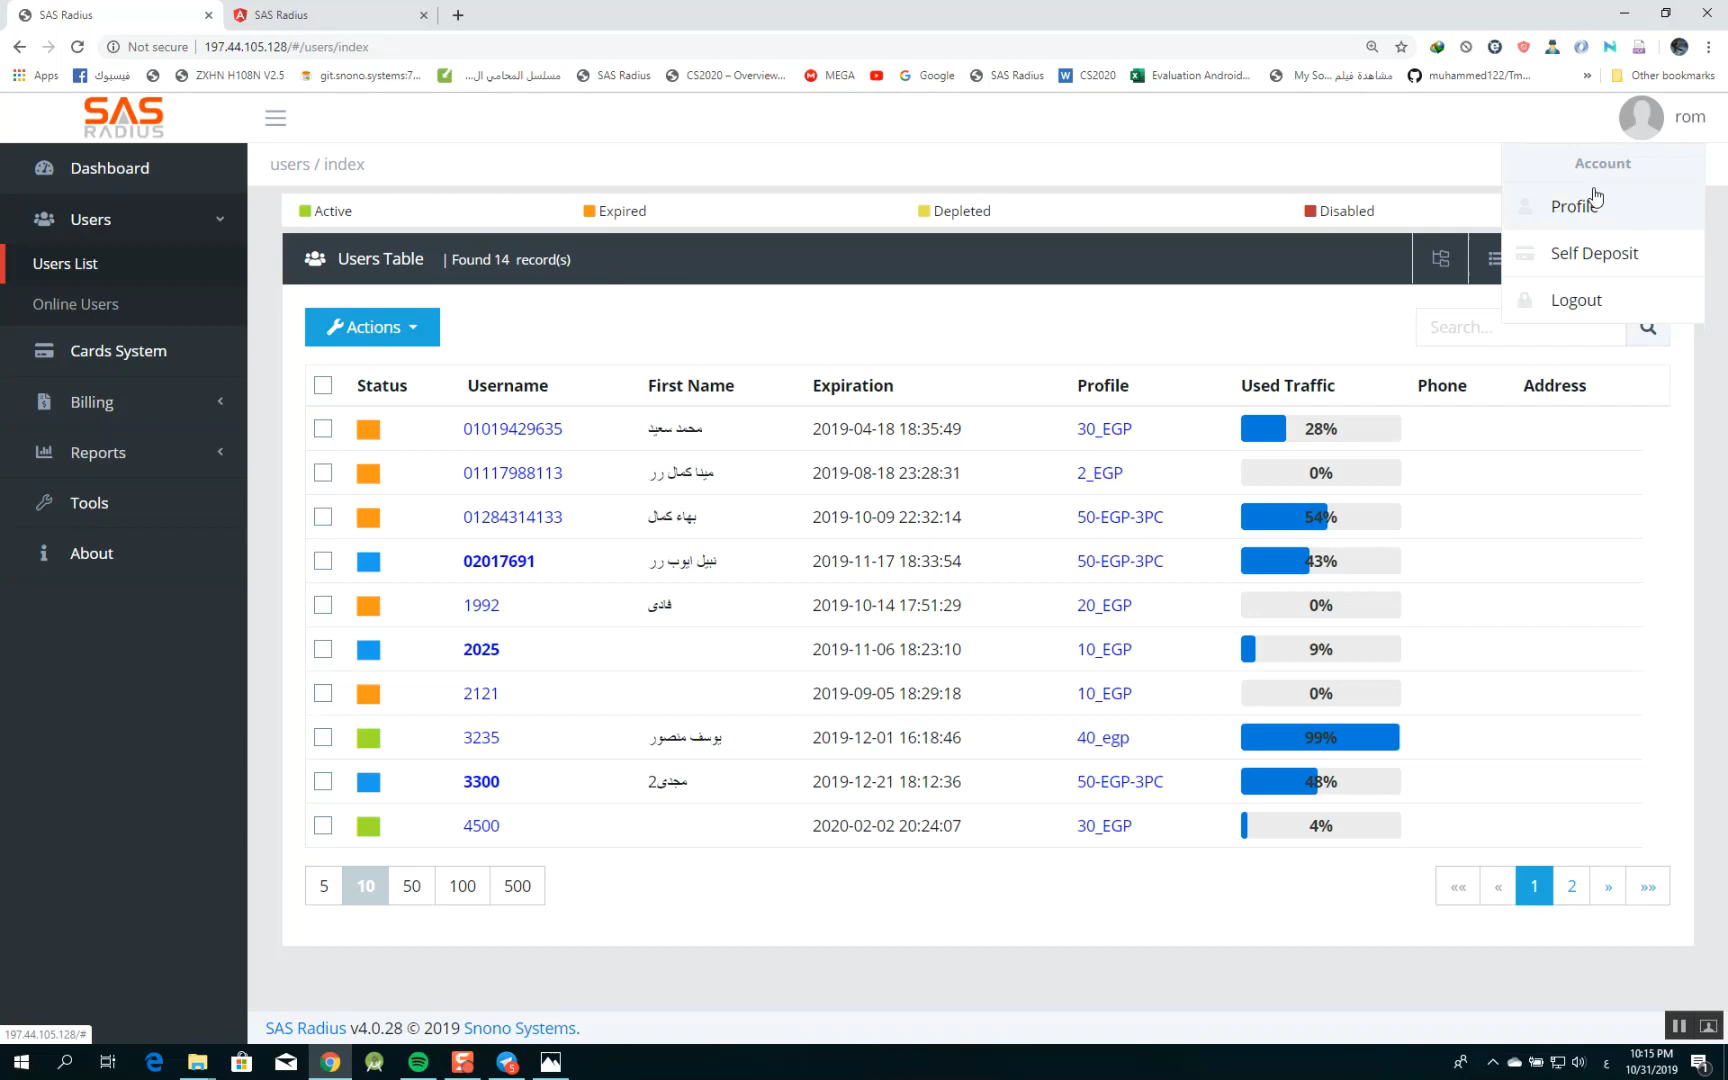 SAS Radius
SAS Radius
Not secure 197.44.105.128/#/users/index
Apps فيسبوك ZXHN H108N V2.5 git.snono.systems:7... مسلسل المحامي ال... SAS Radius CS2020 – Overview... MEGA Google SAS Radius CS2020 Evaluation Android... My So... مشاهدة فيلم muhammed122/Tm... » Other bookmarks
SAS
RADIUS
rom
Dashboard
Users
Users List
Online Users
Cards System
Billing
Reports
Tools
About
users / index
Account
Profile
Self Deposit
Logout
Active Expired Depleted Disabled
Users Table | Found 14 record(s)
Actions Search...
Status Username First Name Expiration Profile Used Traffic Phone Address
01019429635 محمد سعيد 2019-04-18 18:35:49 30_EGP 28%
01117988113 مينا كمال رر 2019-08-18 23:28:31 2_EGP 0%
01284314133 بهاء كمال 2019-10-09 22:32:14 50-EGP-3PC 54%
02017691 نبيل ايوب رر 2019-11-17 18:33:54 50-EGP-3PC 43%
1992 فادى 2019-10-14 17:51:29 20_EGP 0%
2025 2019-11-06 18:23:10 10_EGP 9%
2121 2019-09-05 18:29:18 10_EGP 0%
3235 يوسف منصور 2019-12-01 16:18:46 40_egp 99%
3300 مجدى2 2019-12-21 18:12:36 50-EGP-3PC 48%
4500 2020-02-02 20:24:07 30_EGP 4%
5 10 50 100 500 «« « 1 2 » »»
SAS Radius v4.0.28 © 2019 Snono Systems.
197.44.105.128/#
10:15 PM
10/31/2019